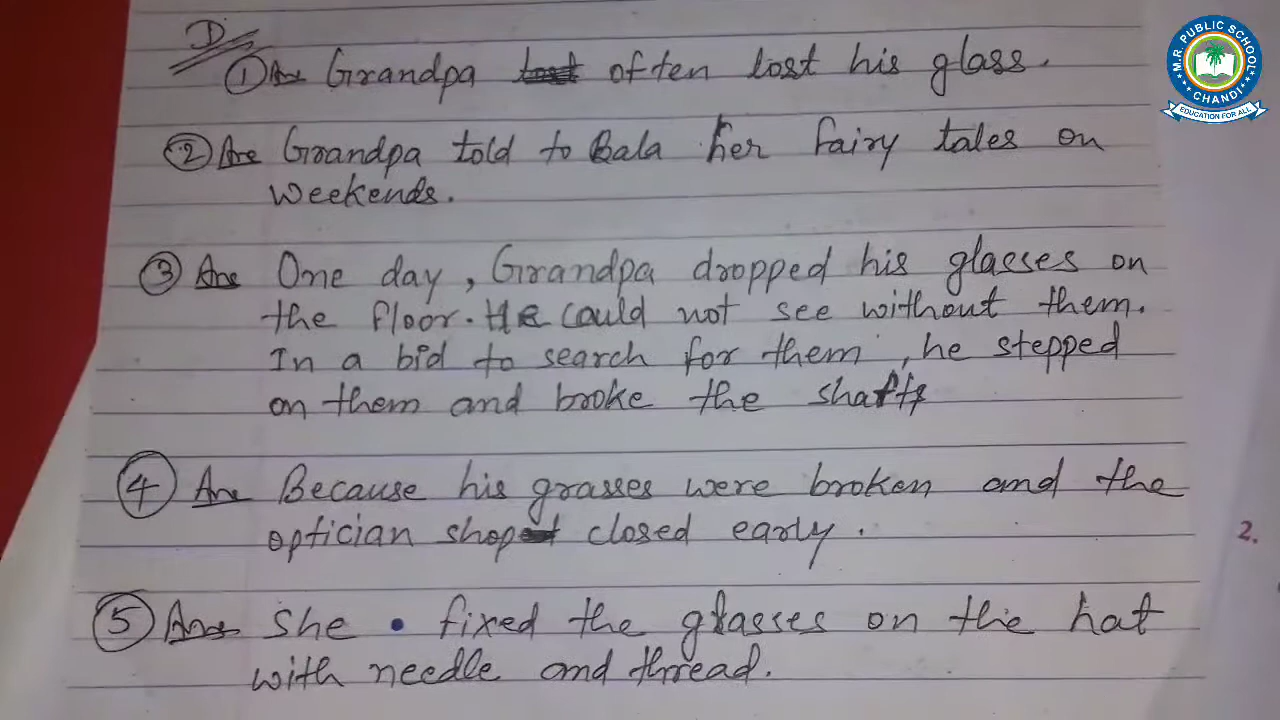 D
① Ans Grandpa often lost his glass.
② Ans Grandpa told to Bala her fairy tales on
weekends.
③ Ans One day, Grandpa dropped his glasses on
the floor. He could not see without them.
In a bid to search for them, he stepped
on them and broke the shafts
④ Ans Because his grasses were broken and the
optician shop closed early.
⑤ Ans She fixed the glasses on the hat
with needle and thread.
2.
M.R. PUBLIC SCHOOL
CHANDI
EDUCATION FOR ALL